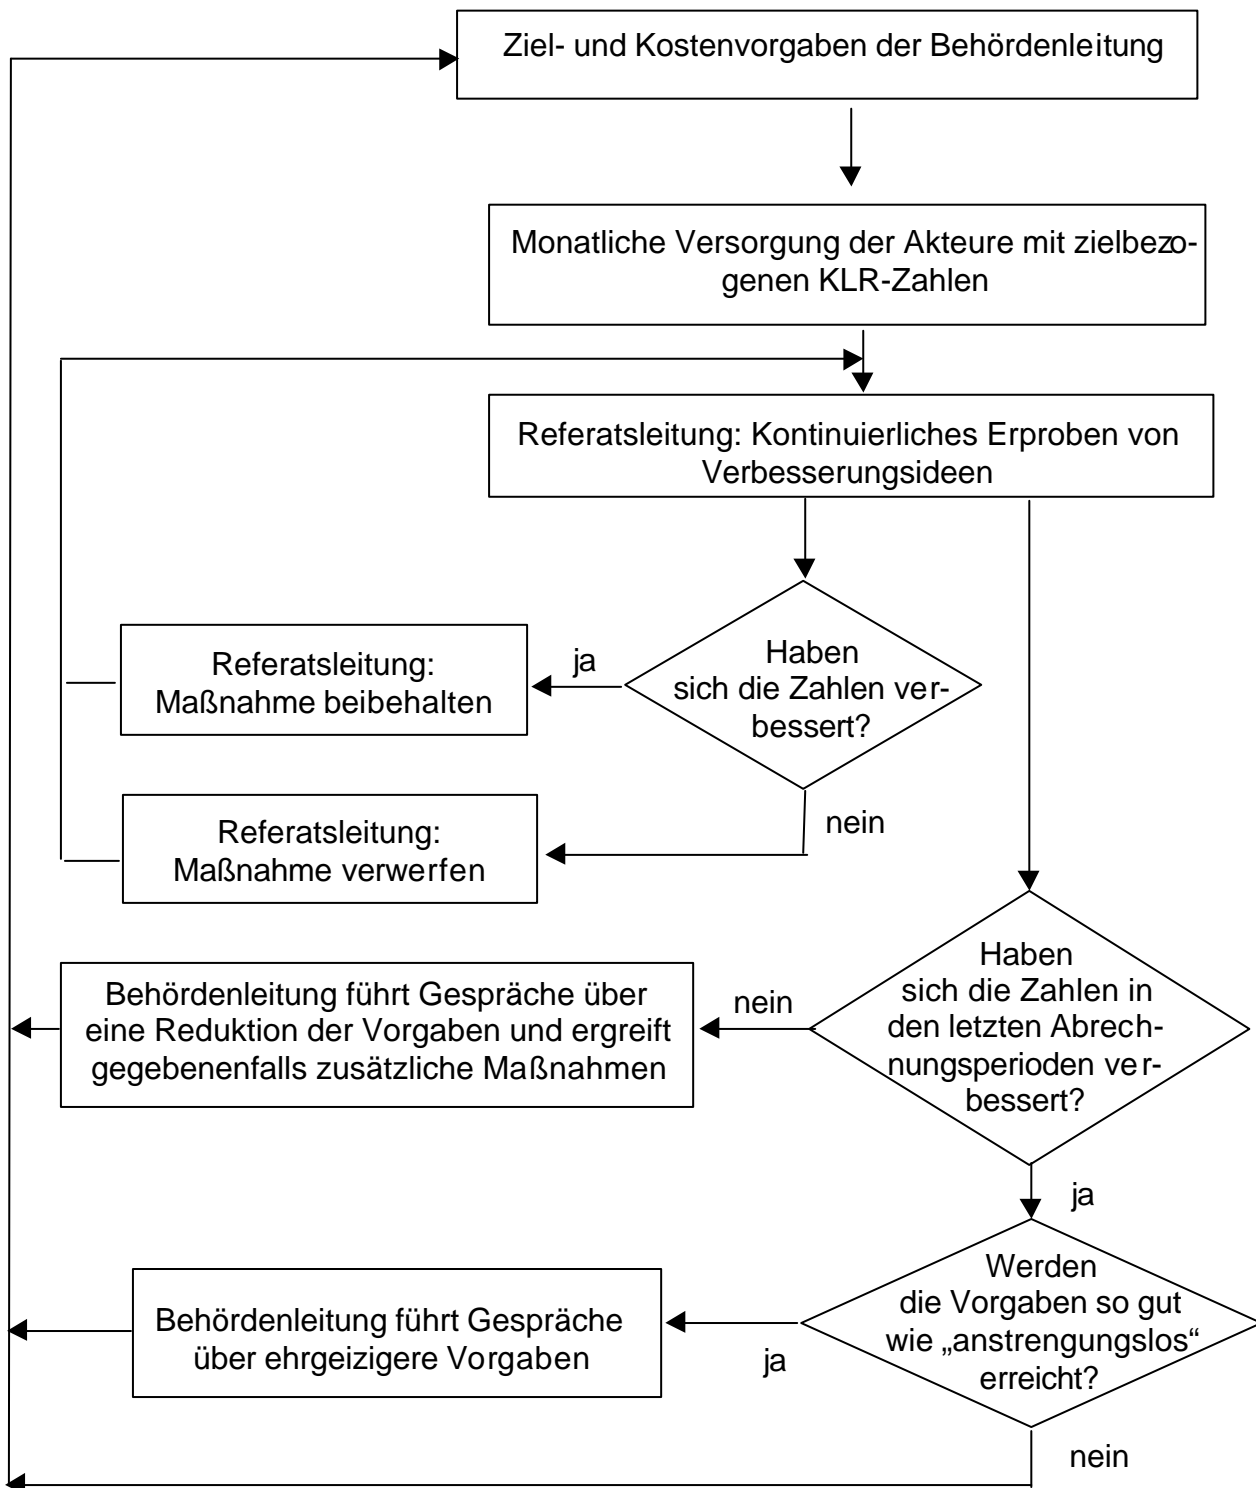 Ziel- und Kostenvorgaben der Behördenleitung
Monatliche Versorgung der Akteure mit zielbezo-
genen KLR-Zahlen
Referatsleitung: Kontinuierliches Erproben von
Verbesserungsideen
Haben
sich die Zahlen ver-
bessert?
ja
Referatsleitung:
Maßnahme beibehalten
nein
Referatsleitung:
Maßnahme verwerfen
Haben
sich die Zahlen in
den letzten Abrech-
nungsperioden ver-
bessert?
nein
Behördenleitung führt Gespräche über
eine Reduktion der Vorgaben und ergreift
gegebenenfalls zusätzliche Maßnahmen
ja
Werden
die Vorgaben so gut
wie „anstrengungslos“
erreicht?
ja
Behördenleitung führt Gespräche
über ehrgeizigere Vorgaben
nein